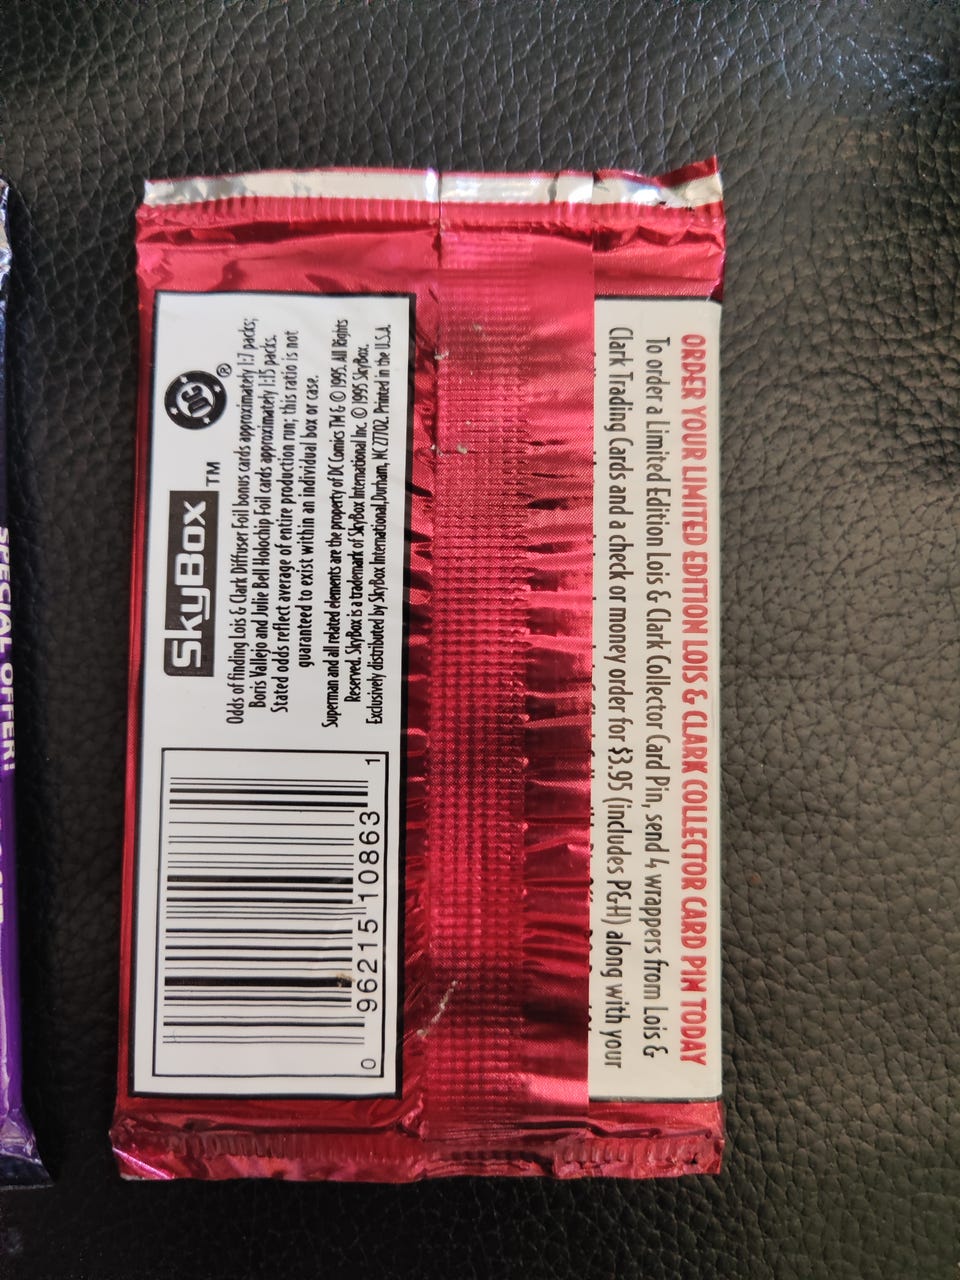 SkyBox™
DC®
Odds of finding Lois & Clark Diffuser Foil bonus cards approximately 1:7 packs;
Boris Vallejo and Julie Bell Holochip Foil cards approximately 1:15 packs.
Stated odds reflect average of entire production run; this ratio is not
guaranteed to exist within an individual box or case.
Superman and all related elements are the property of DC Comics TM & © 1995. All Rights
Reserved. SkyBox is a trademark of SkyBox International Inc. © 1995 SkyBox.
Exclusively distributed by SkyBox International, Durham, NC 27702. Printed in the U.S.A.
0 96215 10863 1
ORDER YOUR LIMITED EDITION LOIS & CLARK COLLECTOR CARD PIN TODAY
To order a Limited Edition Lois & Clark Collector Card Pin, send 4 wrappers from Lois &
Clark Trading Cards and a check or money order for $3.95 (includes P&H) along with your
SPECIAL OFFER!